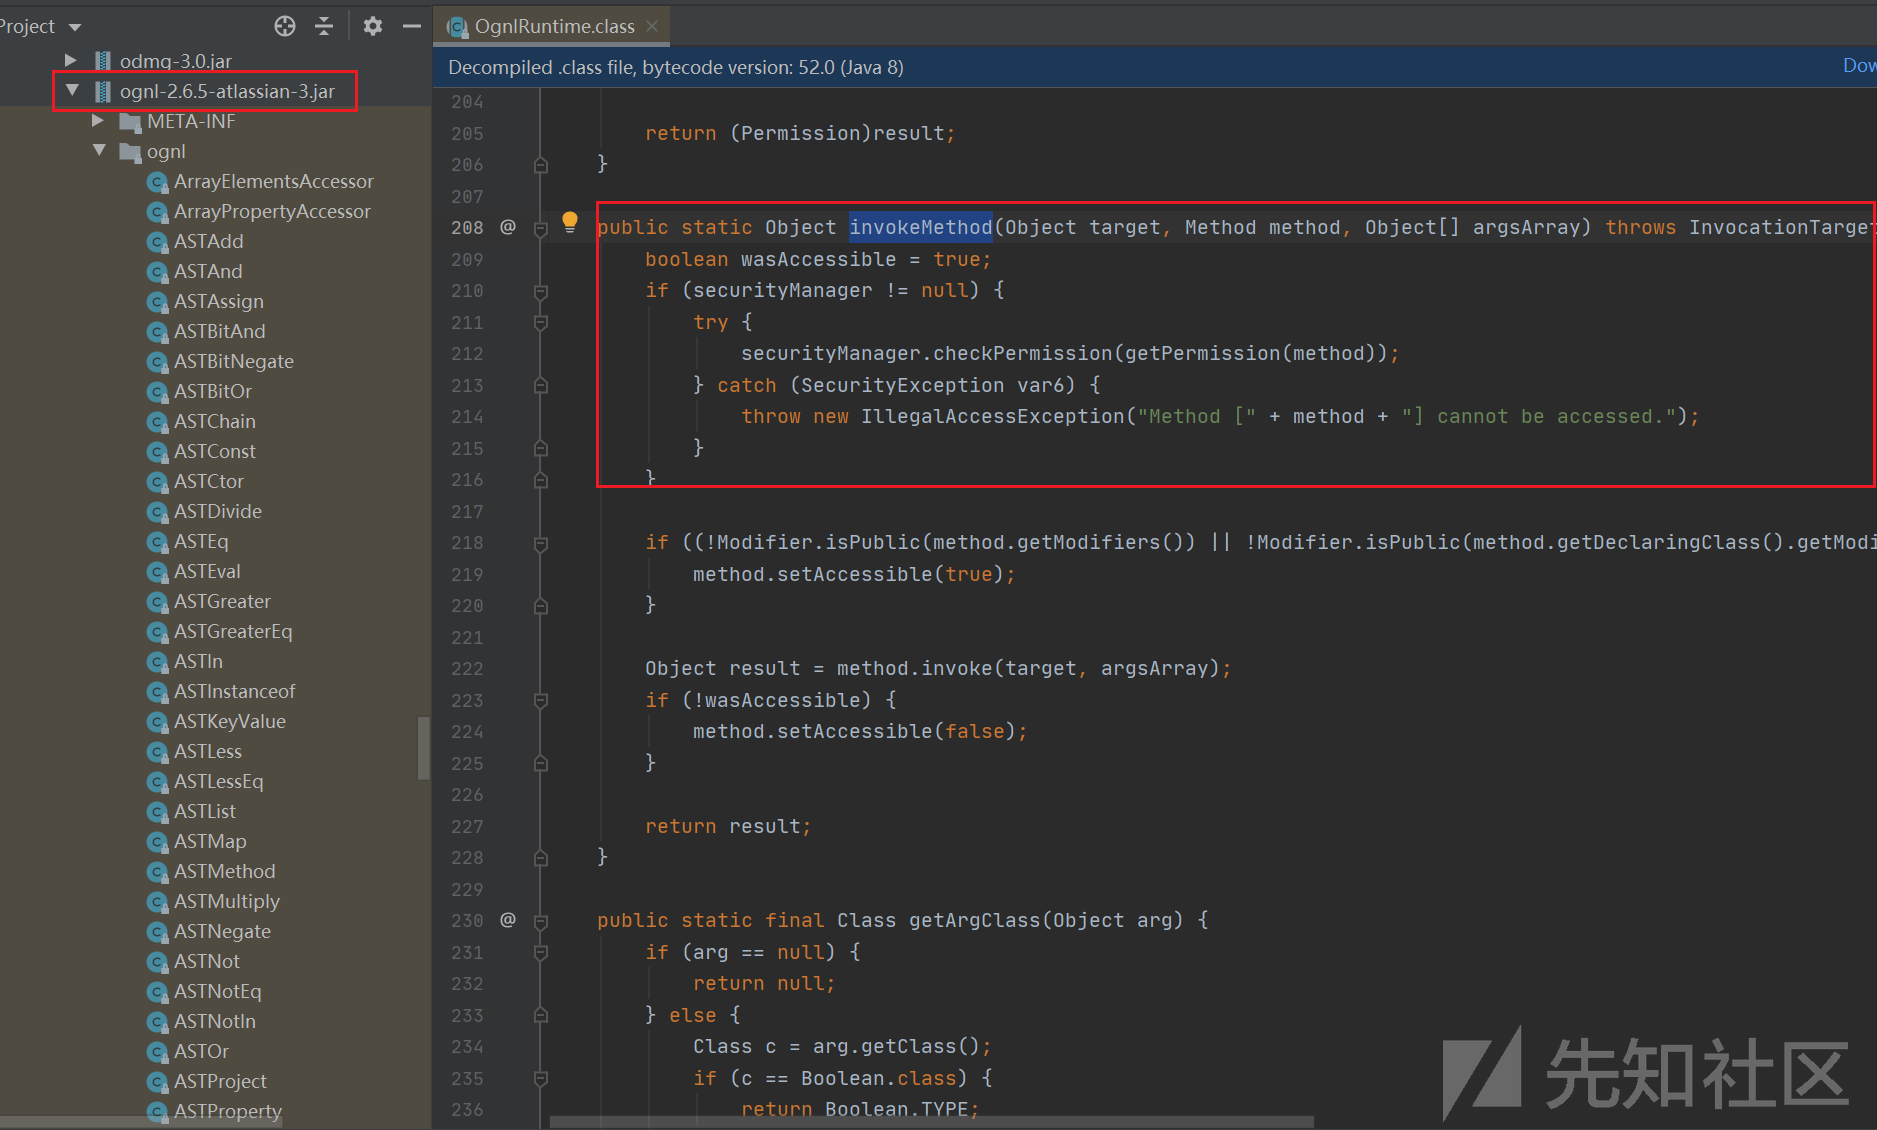 Project
odmg-3.0.jar
ognl-2.6.5-atlassian-3.jar
META-INF
ognl
ArrayElementsAccessor
ArrayPropertyAccessor
ASTAdd
ASTAnd
ASTAssign
ASTBitAnd
ASTBitNegate
ASTBitOr
ASTChain
ASTConst
ASTCtor
ASTDivide
ASTEq
ASTEval
ASTGreater
ASTGreaterEq
ASTIn
ASTInstanceof
ASTKeyValue
ASTLess
ASTLessEq
ASTList
ASTMap
ASTMethod
ASTMultiply
ASTNegate
ASTNot
ASTNotEq
ASTNotIn
ASTOr
ASTProject
ASTProperty
OgnlRuntime.class
Decompiled .class file, bytecode version: 52.0 (Java 8) Dow
204
205 return (Permission)result;
206 }
207
208 @ public static Object invokeMethod(Object target, Method method, Object[] argsArray) throws InvocationTarget
209 boolean wasAccessible = true;
210 if (securityManager != null) {
211 try {
212 securityManager.checkPermission(getPermission(method));
213 } catch (SecurityException var6) {
214 throw new IllegalAccessException("Method [" + method + "] cannot be accessed.");
215 }
216 }
217
218 if ((!Modifier.isPublic(method.getModifiers()) || !Modifier.isPublic(method.getDeclaringClass().getModi
219 method.setAccessible(true);
220 }
221
222 Object result = method.invoke(target, argsArray);
223 if (!wasAccessible) {
224 method.setAccessible(false);
225 }
226
227 return result;
228 }
229
230 @ public static final Class getArgClass(Object arg) {
231 if (arg == null) {
232 return null;
233 } else {
234 Class c = arg.getClass();
235 if (c == Boolean.class) {
236 return Boolean.TYPE;
先知社区